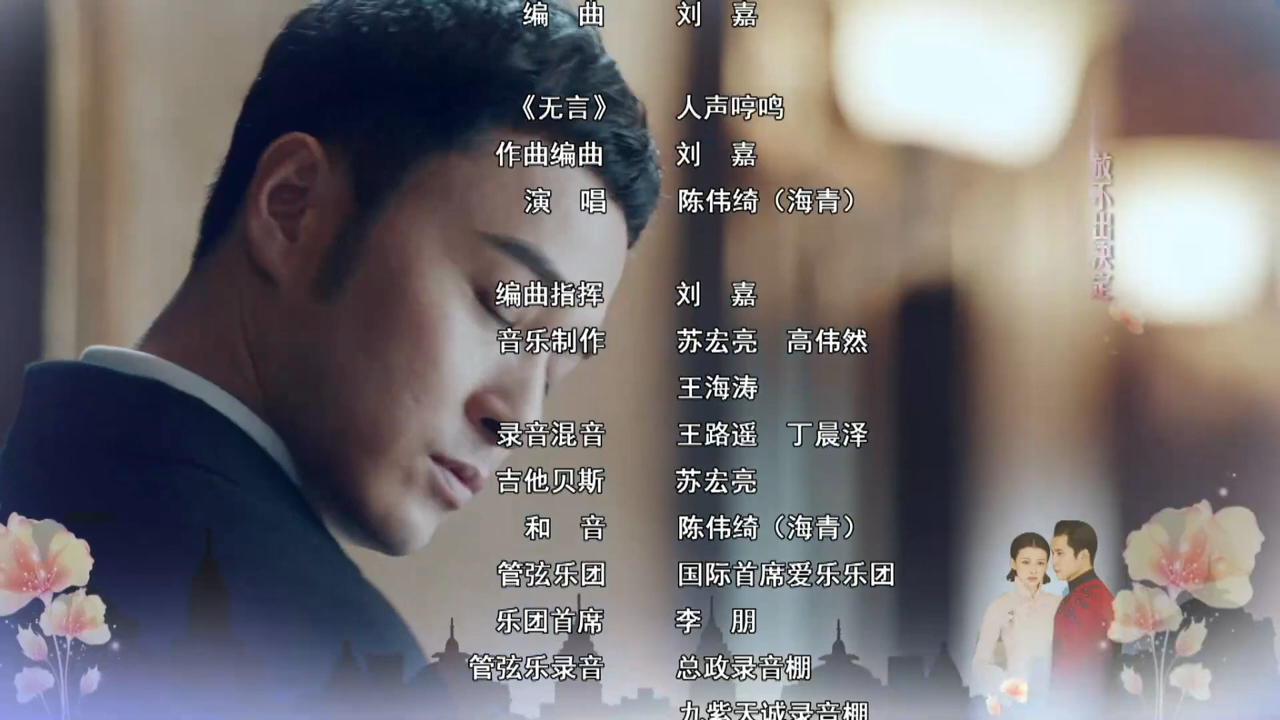 编 曲 刘 嘉
《无言》 人声哼鸣
作曲编曲 刘 嘉
演 唱 陈伟绮（海青）
编曲指挥 刘 嘉
音乐制作 苏宏亮 高伟然
王海涛
录音混音 王路遥 丁晨泽
吉他贝斯 苏宏亮
和 音 陈伟绮（海青）
管弦乐团 国际首席爱乐乐团
乐团首席 李 朋
管弦乐录音 总政录音棚
九紫天诚录音棚
放不出决定